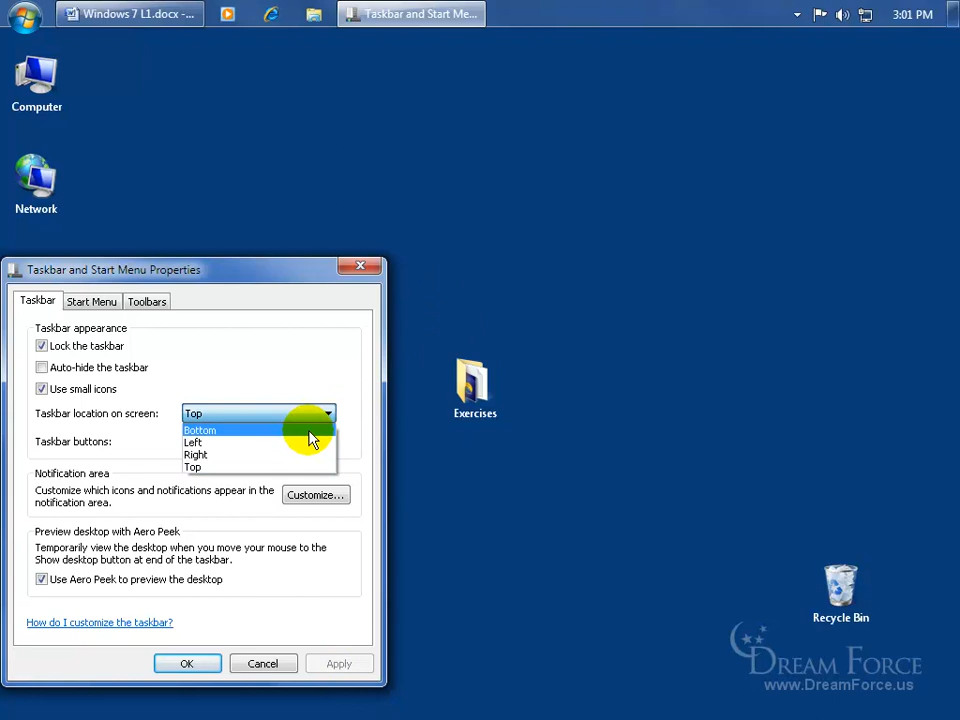 Windows 7 L1.docx -...
Taskbar and Start Me...
3:01 PM
Computer
Network
Taskbar and Start Menu Properties
Taskbar
Start Menu
Toolbars
Taskbar appearance
Lock the taskbar
Auto-hide the taskbar
Use small icons
Taskbar location on screen:
Top
Bottom
Left
Right
Top
Taskbar buttons:
Notification area
Customize which icons and notifications appear in the
notification area.
Customize...
Preview desktop with Aero Peek
Temporarily view the desktop when you move your mouse to the
Show desktop button at end of the taskbar.
Use Aero Peek to preview the desktop
How do I customize the taskbar?
OK
Cancel
Apply
Exercises
Recycle Bin
DREAM FORCE
www.DreamForce.us